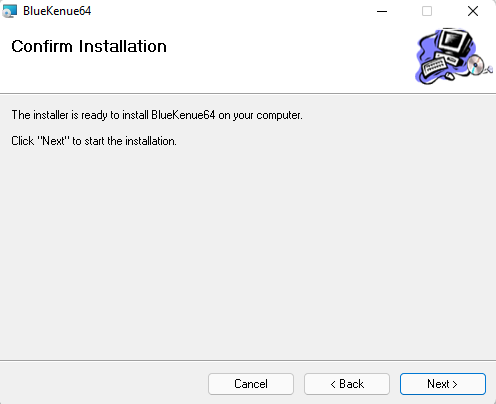 BlueKenue64
Confirm Installation
The installer is ready to install BlueKenue64 on your computer.
Click "Next" to start the installation.
Cancel
< Back
Next >